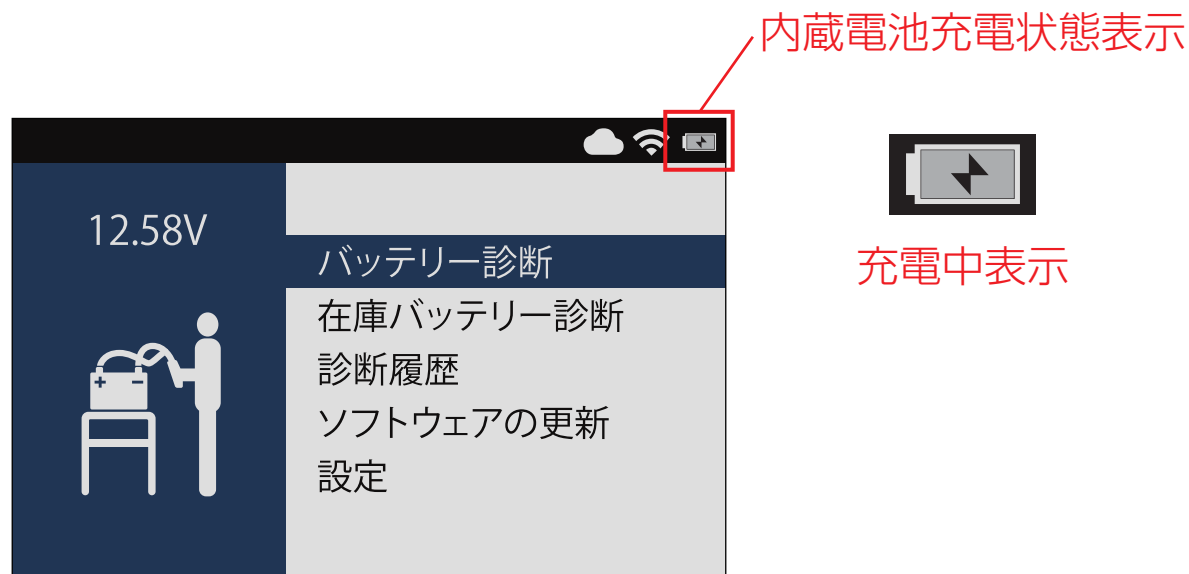 内蔵電池充電状態表示
12.58V
バッテリー診断
在庫バッテリー診断
診断履歴
ソフトウェアの更新
設定
充電中表示